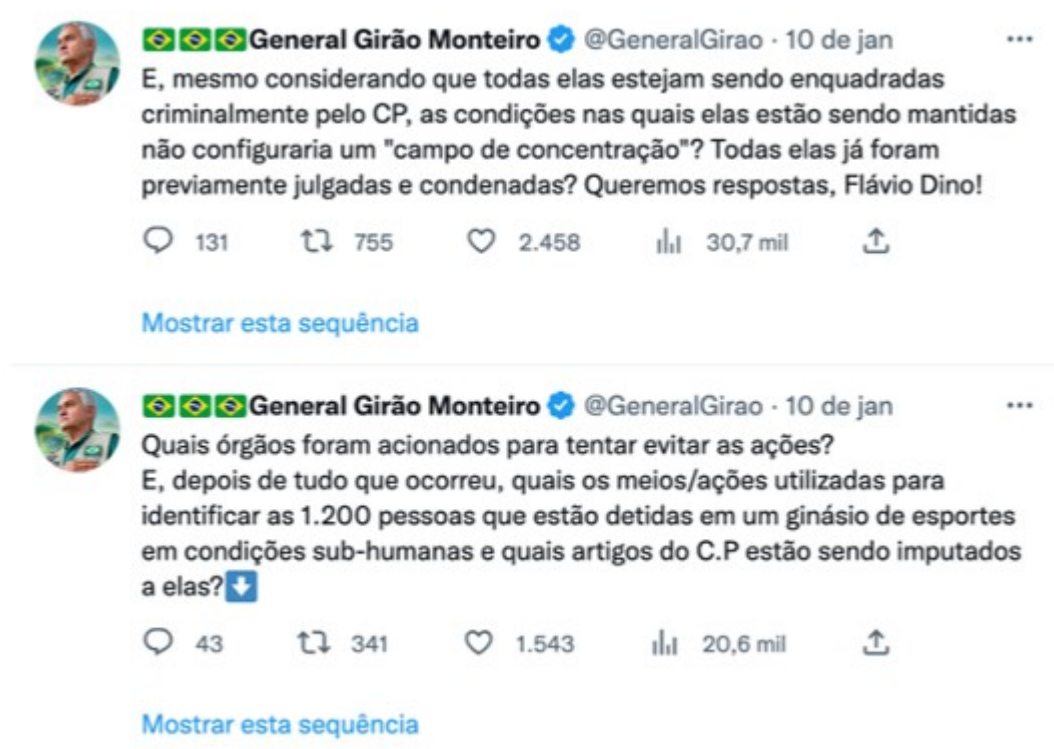 🇧🇷🇧🇷🇧🇷General Girão Monteiro @GeneralGirao · 10 de jan
E, mesmo considerando que todas elas estejam sendo enquadradas
criminalmente pelo CP, as condições nas quais elas estão sendo mantidas
não configuraria um "campo de concentração"? Todas elas já foram
previamente julgadas e condenadas? Queremos respostas, Flávio Dino!
131 755 2.458 30,7 mil
Mostrar esta sequência
🇧🇷🇧🇷🇧🇷General Girão Monteiro @GeneralGirao · 10 de jan
Quais órgãos foram acionados para tentar evitar as ações?
E, depois de tudo que ocorreu, quais os meios/ações utilizadas para
identificar as 1.200 pessoas que estão detidas em um ginásio de esportes
em condições sub-humanas e quais artigos do C.P estão sendo imputados
a elas?⬇️
43 341 1.543 20,6 mil
Mostrar esta sequência